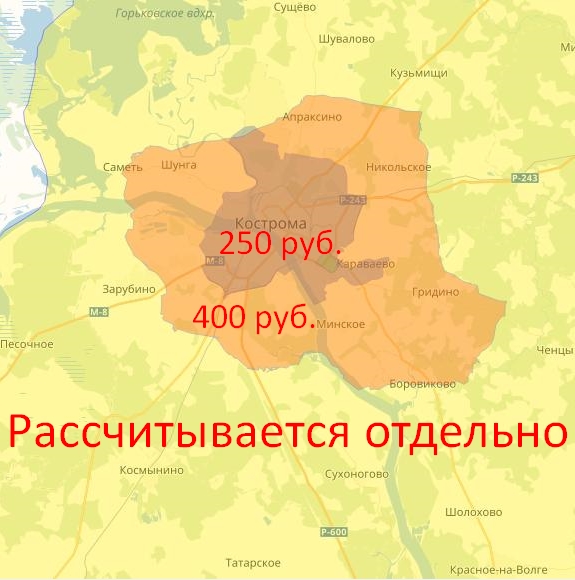 Сущёво
Горьковское вдхр.
Шувалово
Кузьмищи
Апраксино
Саметь
Шунга
Никольское
Р-243
Р-243
Кострома
250 руб.
М-8
Караваево
Зарубино
Гридино
М-8
400 руб.
Минское
Песочное
Ченцы
Боровиково
Рассчитывается отдельно
Космынино
Сухоногово
Шолохово
Р-600
Татарское
Красное-на-Волге